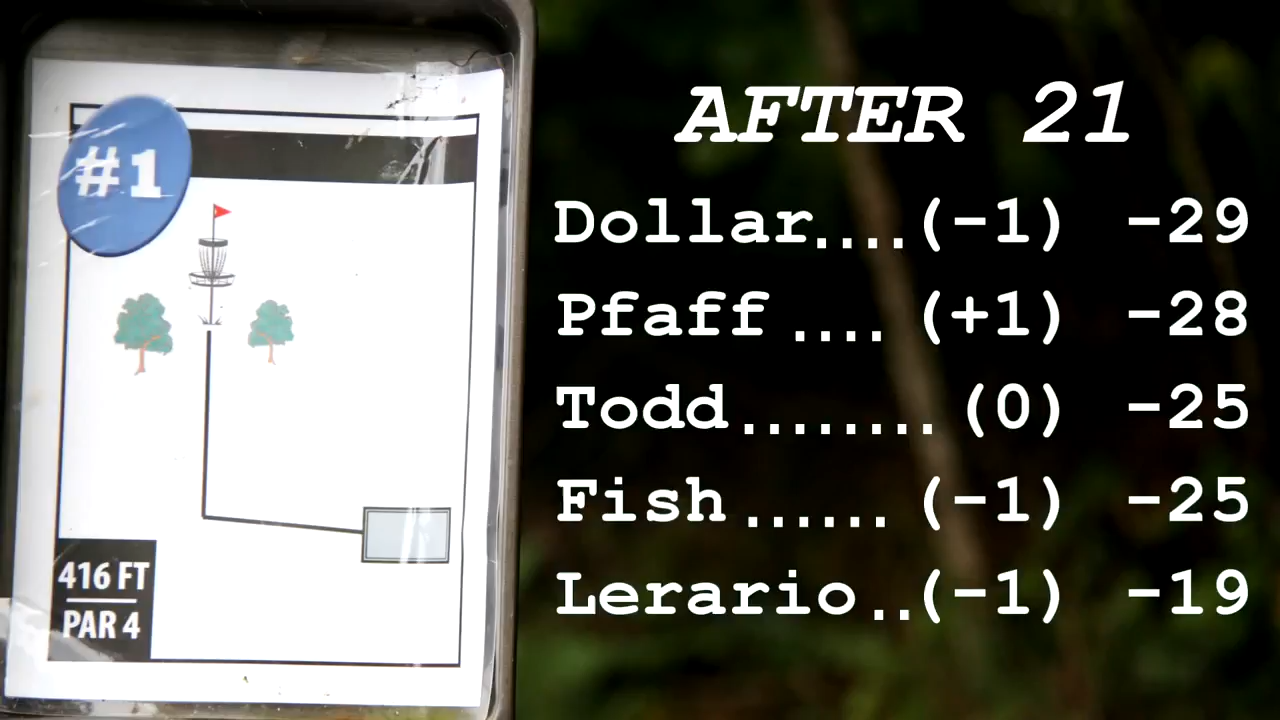 #1
416 FT
PAR 4
AFTER 21
Dollar....(-1) -29
Pfaff .... (+1) -28
Todd ........ (0) -25
Fish ...... (-1) -25
Lerario ..(-1) -19